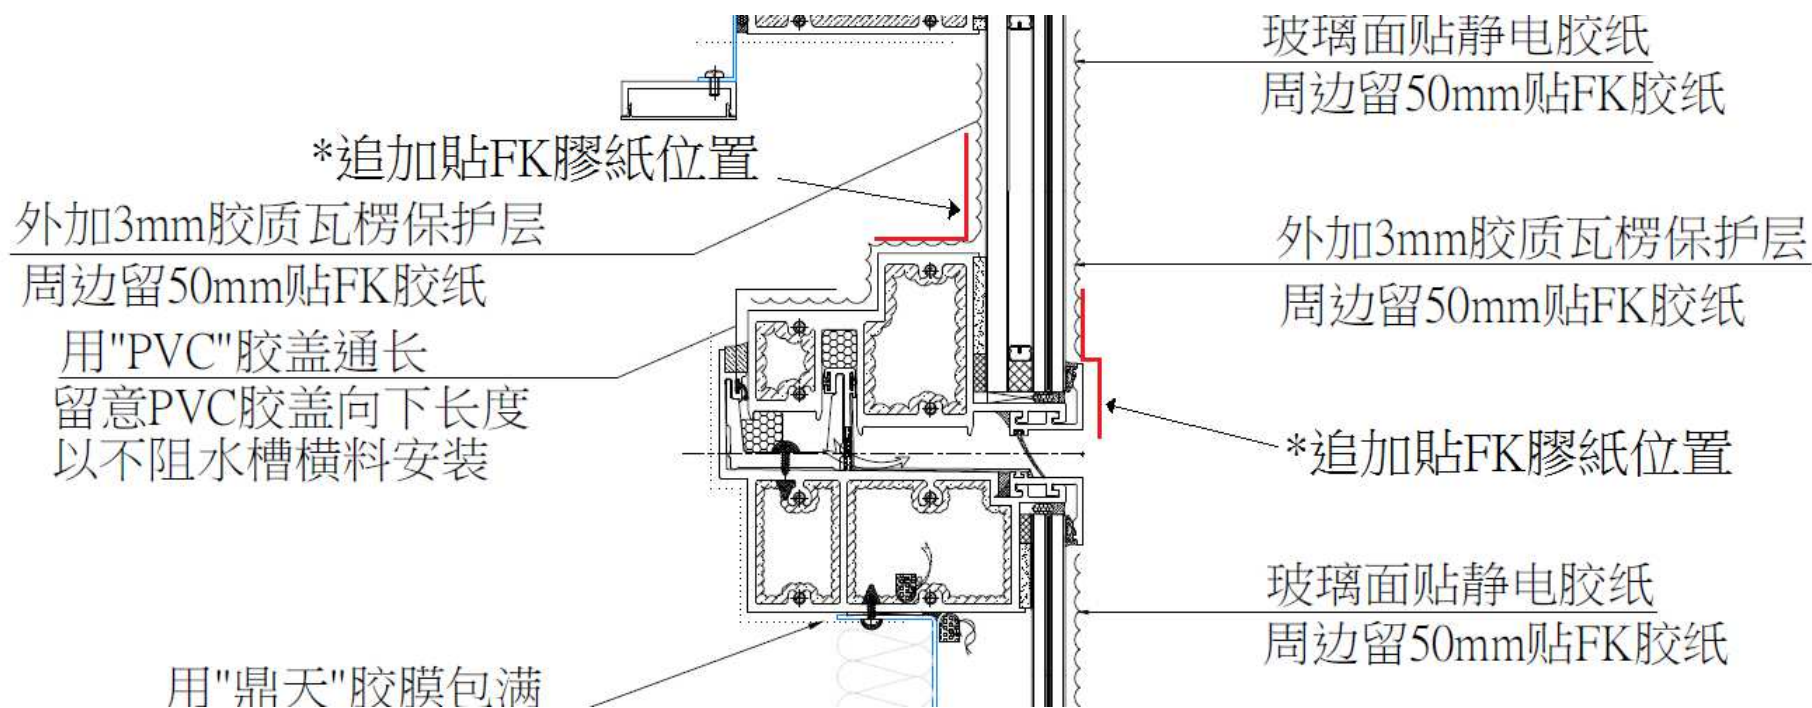 玻璃面贴静电胶纸
周边留50mm贴FK胶纸
*追加貼FK膠紙位置
外加3mm胶质瓦楞保护层
周边留50mm贴FK胶纸
外加3mm胶质瓦楞保护层
周边留50mm贴FK胶纸
用"PVC"胶盖通长
留意PVC胶盖向下长度
以不阻水槽横料安装
*追加貼FK膠紙位置
玻璃面贴静电胶纸
周边留50mm贴FK胶纸
用"鼎天"胶膜包满